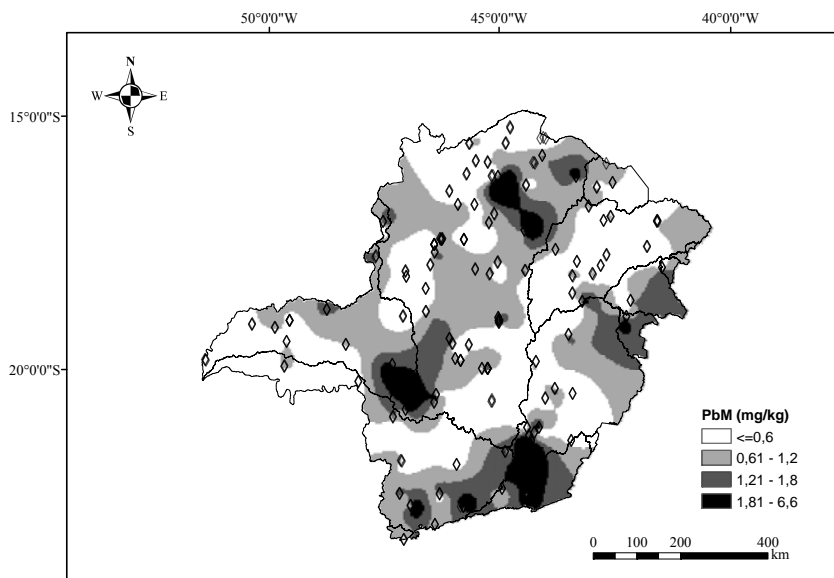 50°0'0"W 45°0'0"W 40°0'0"W
N
W E
S
15°0'0"S
20°0'0"S
PbM (mg/kg)
<=0,6
0,61 - 1,2
1,21 - 1,8
1,81 - 6,6
0 100 200 400
km